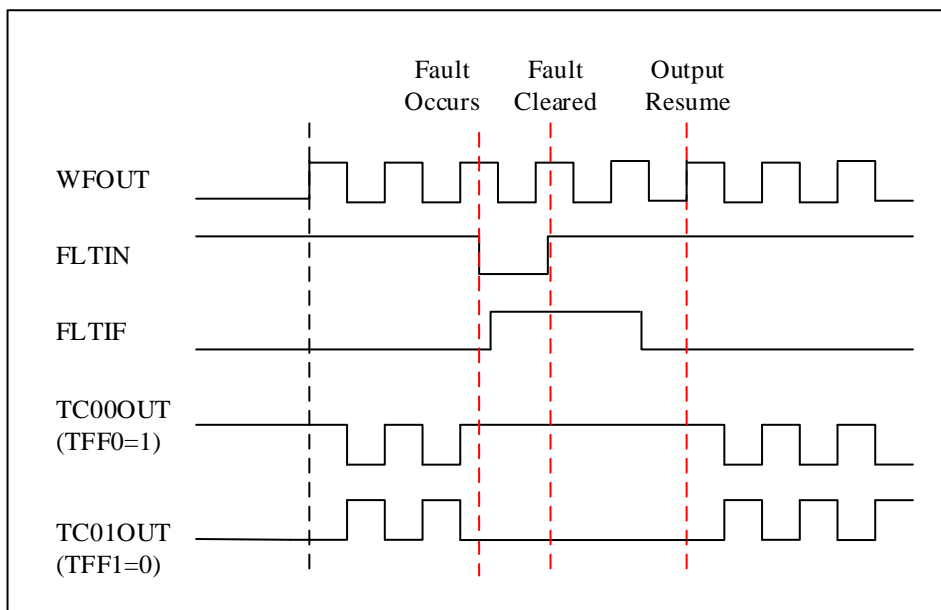 Fault
Occurs
Fault
Cleared
Output
Resume
WFOUT
FLTIN
FLTIF
TC00OUT
(TFF0=1)
TC01OUT
(TFF1=0)